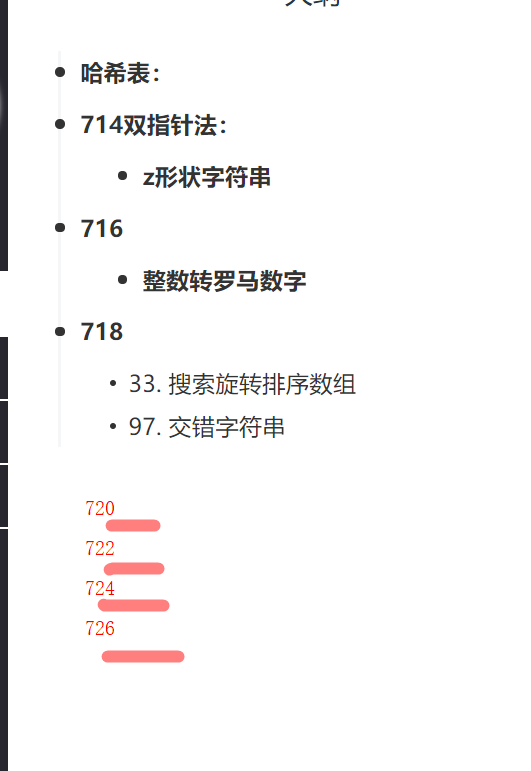 哈希表：
714双指针法：
z形状字符串
716
整数转罗马数字
718
33. 搜索旋转排序数组
97. 交错字符串
720
722
724
726